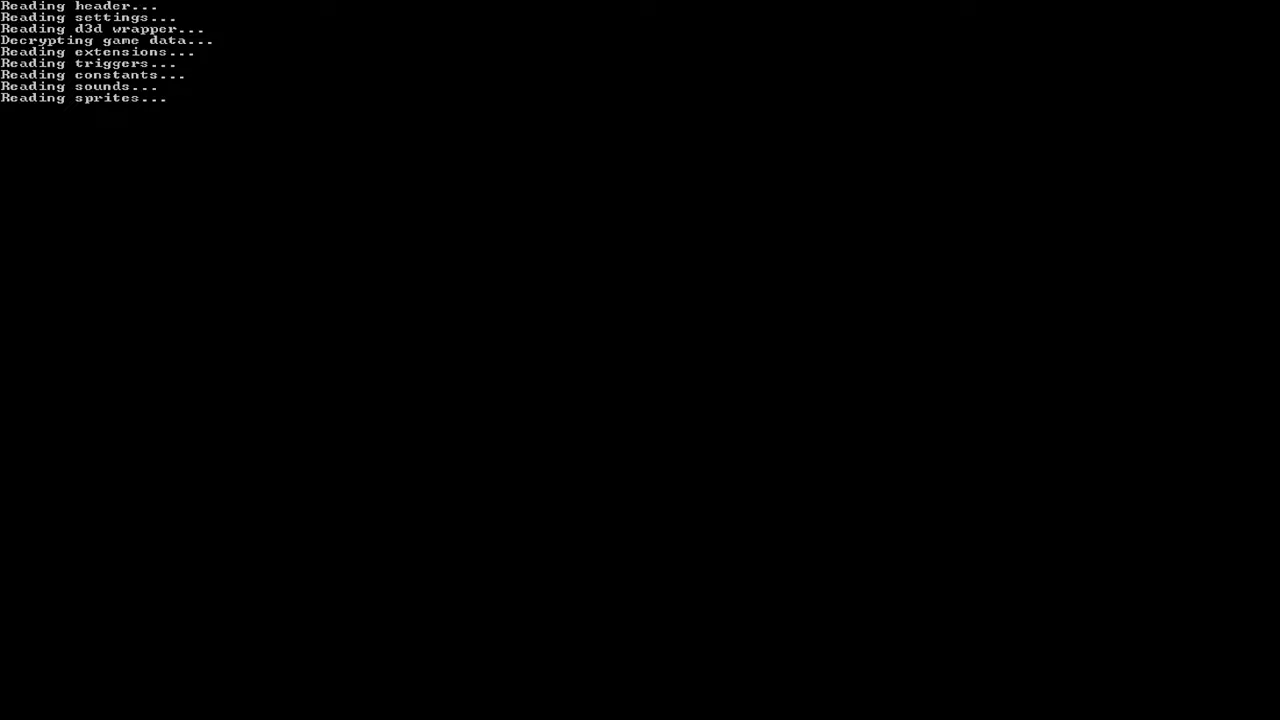 Reading header...
Reading settings...
Reading d3d wrapper...
Decrypting game data...
Reading extensions...
Reading triggers...
Reading constants...
Reading sounds...
Reading sprites...